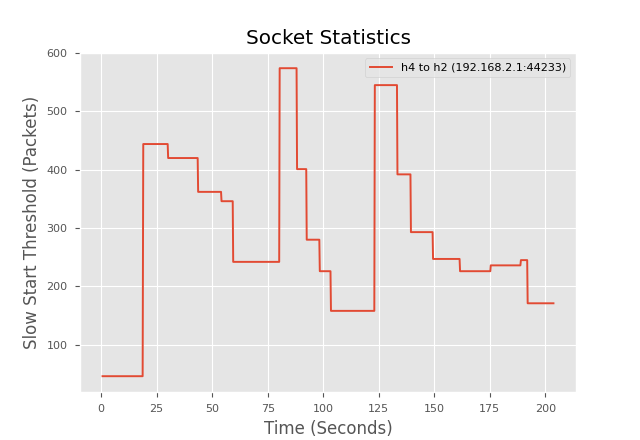 Socket Statistics
h4 to h2 (192.168.2.1:44233)
Slow Start Threshold (Packets)
600
500
400
300
200
100
0 25 50 75 100 125 150 175 200
Time (Seconds)